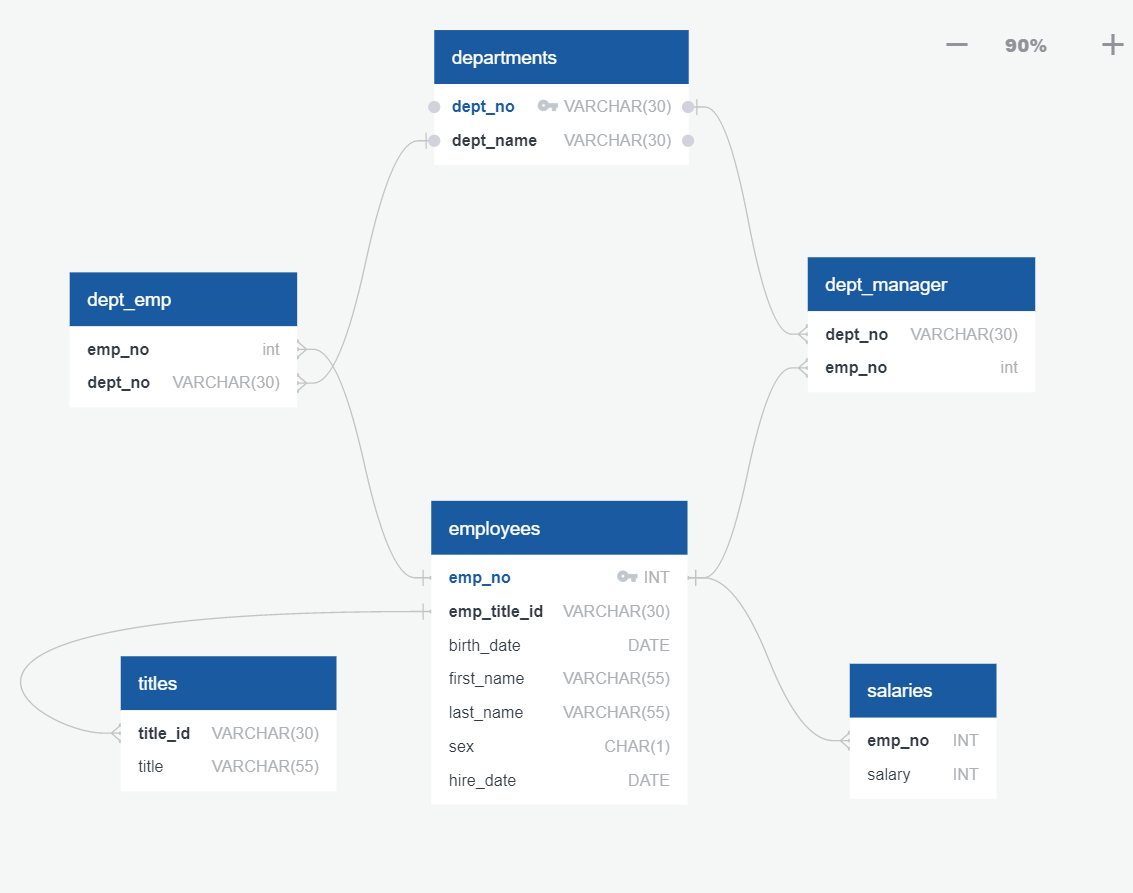 90%
departments
dept_no VARCHAR(30)
dept_name VARCHAR(30)
dept_emp
emp_no int
dept_no VARCHAR(30)
dept_manager
dept_no VARCHAR(30)
emp_no int
employees
emp_no INT
emp_title_id VARCHAR(30)
birth_date DATE
first_name VARCHAR(55)
last_name VARCHAR(55)
sex CHAR(1)
hire_date DATE
titles
title_id VARCHAR(30)
title VARCHAR(55)
salaries
emp_no INT
salary INT